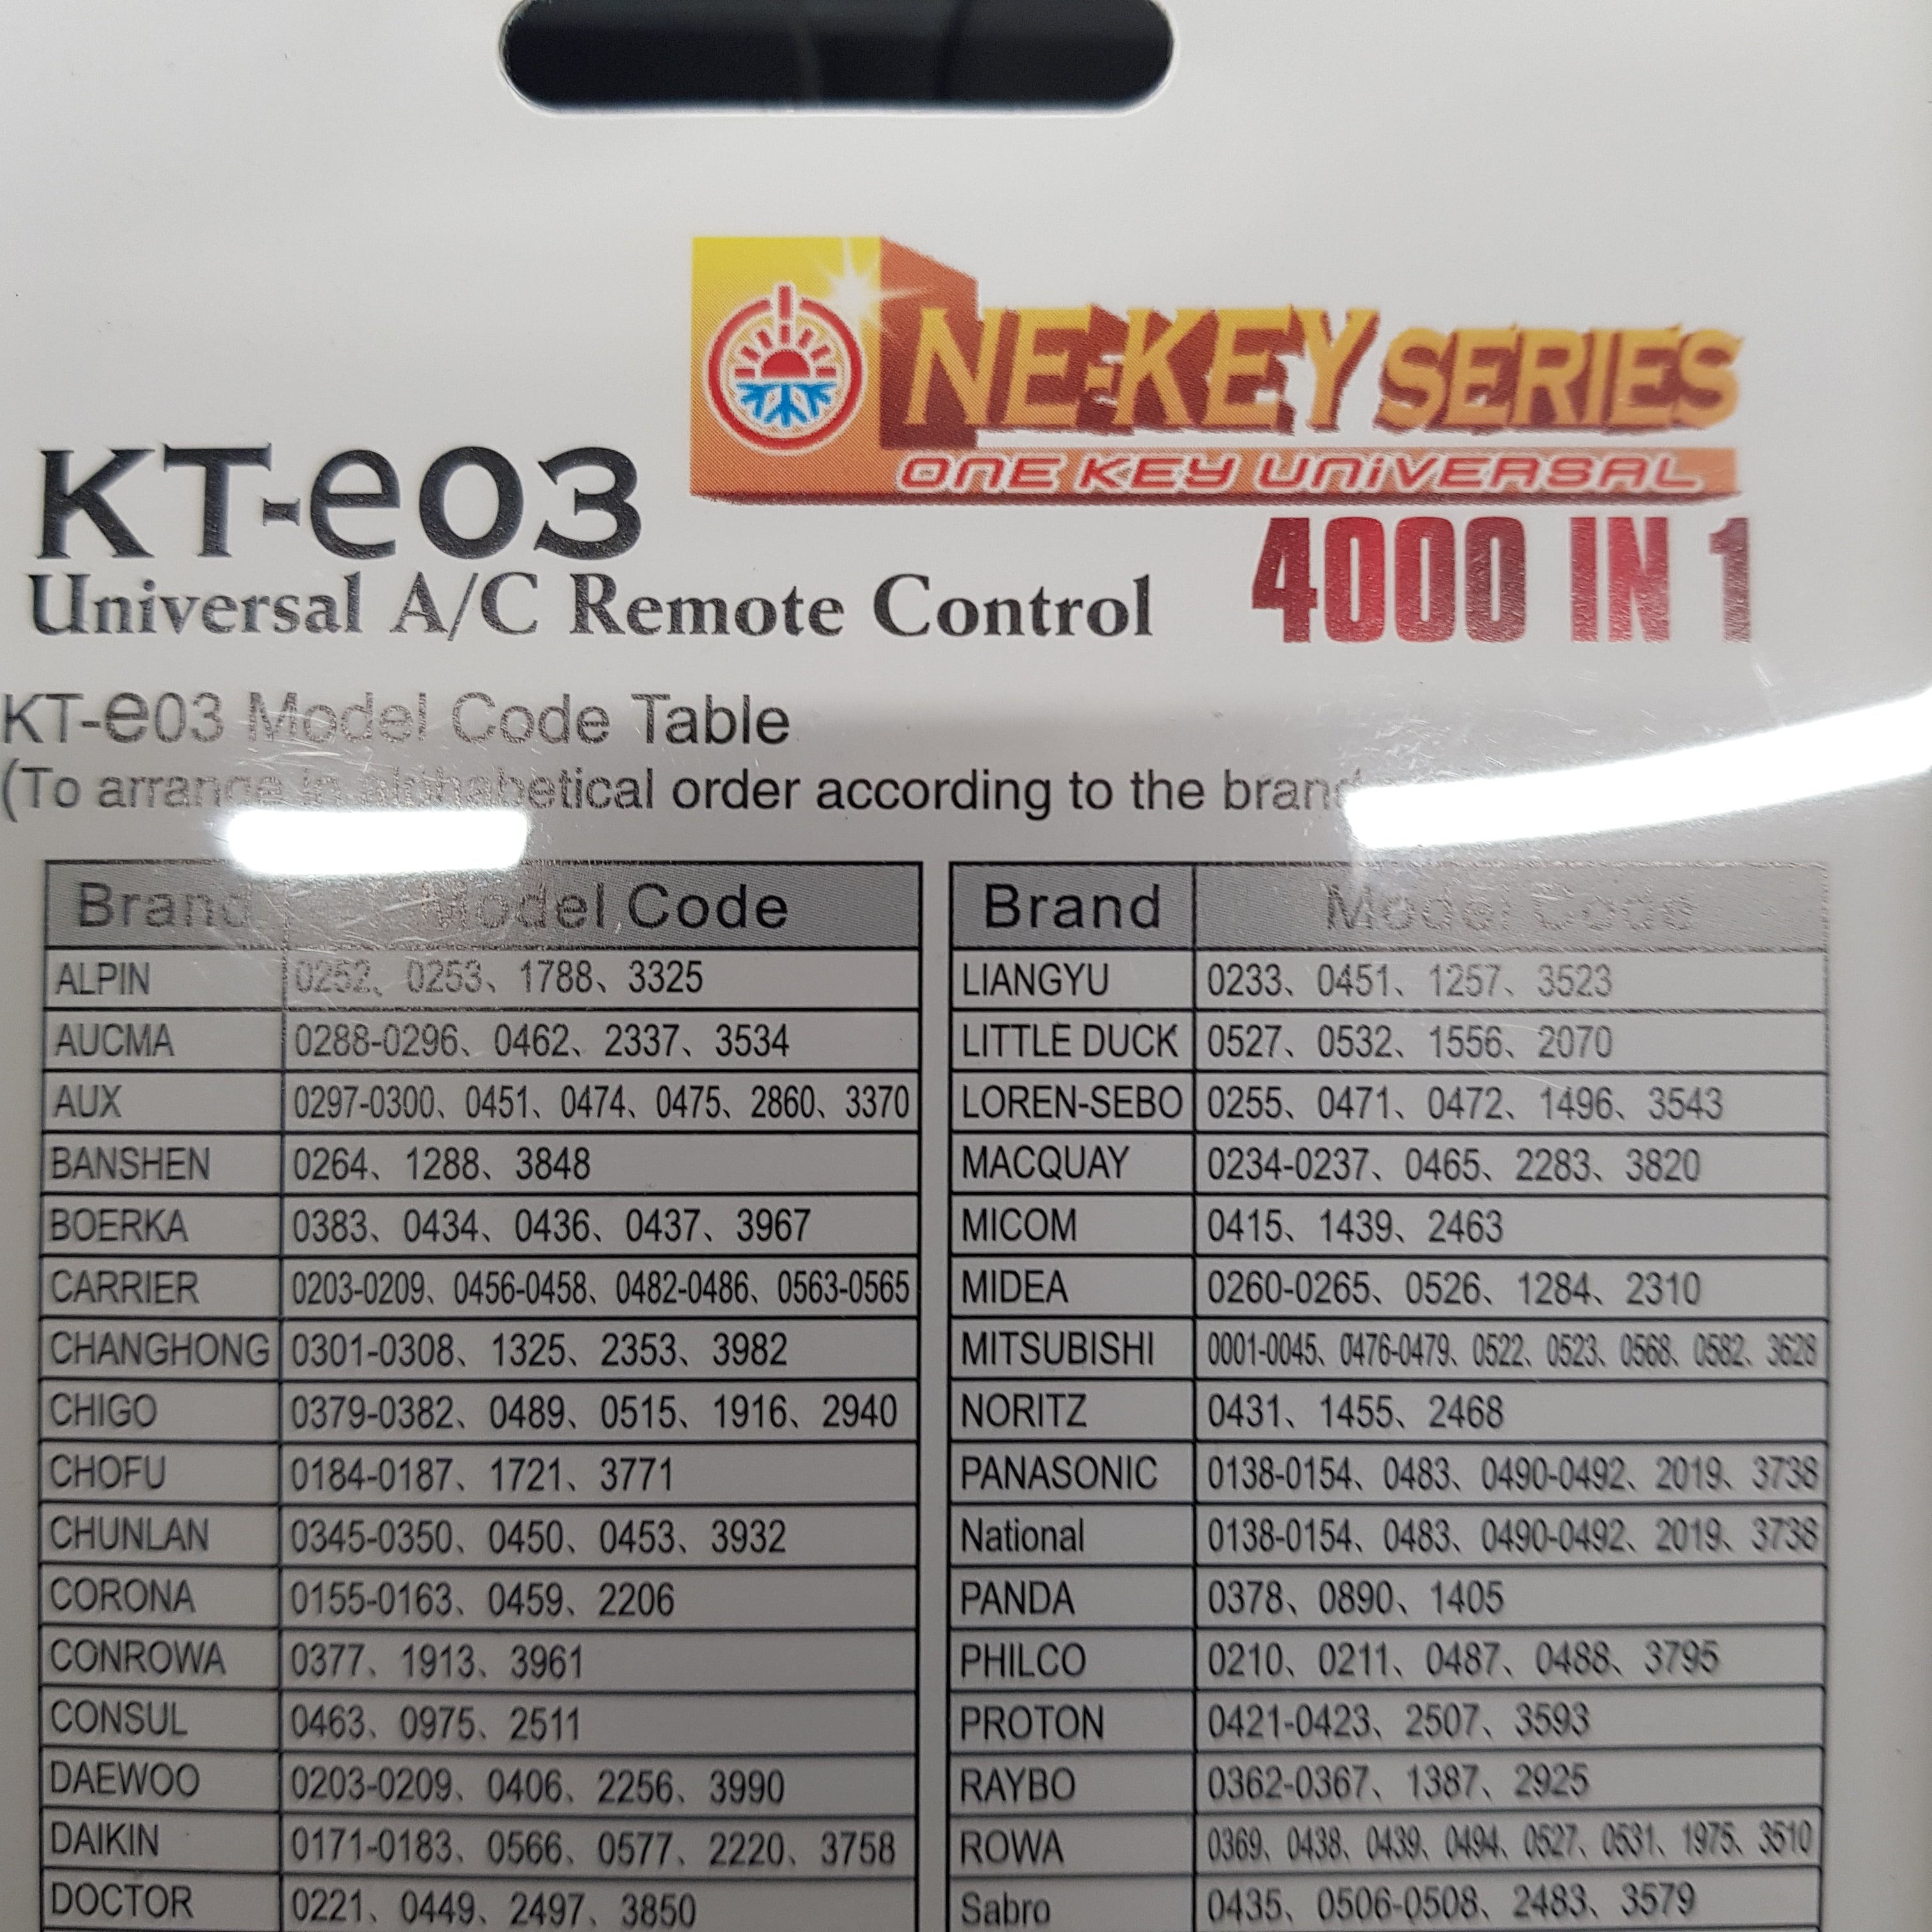 ONE-KEY SERIES
ONE KEY UNIVERSAL
KT-e03
Universal A/C Remote Control
4000 IN 1
KT-e03 Model Code Table
(To arrange in alphabetical order according to the brand
Brand Model Code
ALPIN 0252、0253、1788、3325
AUCMA 0288-0296、0462、2337、3534
AUX 0297-0300、0451、0474、0475、2860、3370
BANSHEN 0264、1288、3848
BOERKA 0383、0434、0436、0437、3967
CARRIER 0203-0209、0456-0458、0482-0486、0563-0565
CHANGHONG 0301-0308、1325、2353、3982
CHIGO 0379-0382、0489、0515、1916、2940
CHOFU 0184-0187、1721、3771
CHUNLAN 0345-0350、0450、0453、3932
CORONA 0155-0163、0459、2206
CONROWA 0377、1913、3961
CONSUL 0463、0975、2511
DAEWOO 0203-0209、0406、2256、3990
DAIKIN 0171-0183、0566、0577、2220、3758
DOCTOR 0221、0449、2497、3850
Brand Model Code
LIANGYU 0233、0451、1257、3523
LITTLE DUCK 0527、0532、1556、2070
LOREN-SEBO 0255、0471、0472、1496、3543
MACQUAY 0234-0237、0465、2283、3820
MICOM 0415、1439、2463
MIDEA 0260-0265、0526、1284、2310
MITSUBISHI 0001-0045、0476-0479、0522、0523、0568、0582、3628
NORITZ 0431、1455、2468
PANASONIC 0138-0154、0483、0490-0492、2019、3738
National 0138-0154、0483、0490-0492、2019、3738
PANDA 0378、0890、1405
PHILCO 0210、0211、0487、0488、3795
PROTON 0421-0423、2507、3593
RAYBO 0362-0367、1387、2925
ROWA 0369、0438、0439、0494、0527、0531、1975、3510
Sabro 0435、0506-0508、2483、3579